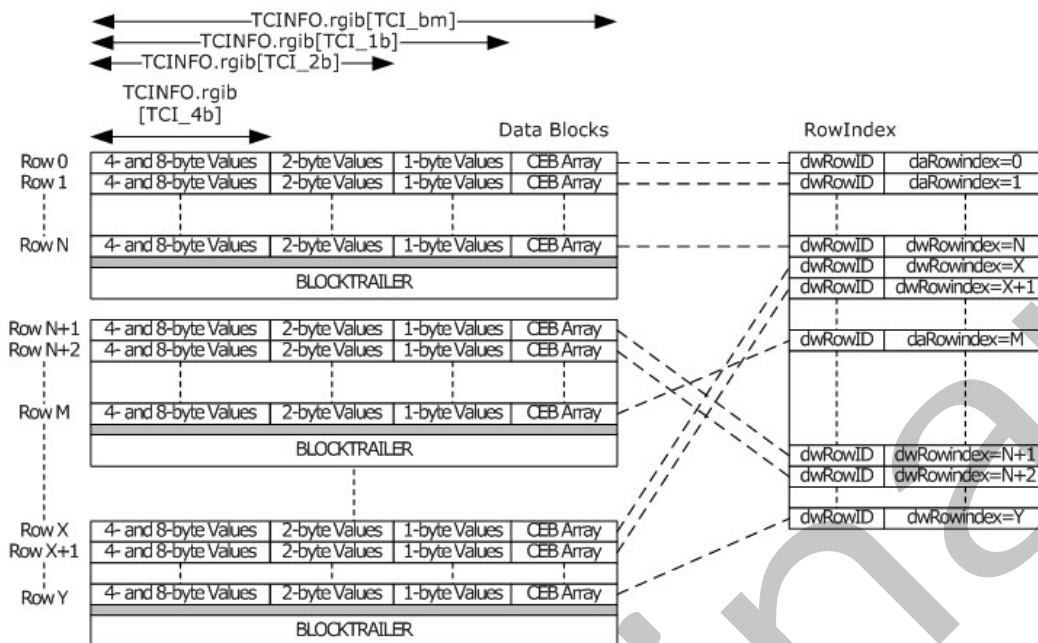 TCINFO.rgib[TCI_bm]
TCINFO.rgib[TCI_1b]
TCINFO.rgib[TCI_2b]
TCINFO.rgib
[TCI_4b]
Data Blocks RowIndex
Row 0 4- and 8-byte Values 2-byte Values 1-byte Values CEB Array dwRowID daRowindex=0
Row 1 4- and 8-byte Values 2-byte Values 1-byte Values CEB Array dwRowID daRowindex=1
Row N 4- and 8-byte Values 2-byte Values 1-byte Values CEB Array dwRowID dwRowindex=N
dwRowID dwRowindex=X
BLOCKTRAILER dwRowID dwRowindex=X+1
Row N+1 4- and 8-byte Values 2-byte Values 1-byte Values CEB Array
Row N+2 4- and 8-byte Values 2-byte Values 1-byte Values CEB Array dwRowID daRowindex=M
Row M 4- and 8-byte Values 2-byte Values 1-byte Values CEB Array
BLOCKTRAILER dwRowID dwRowindex=N+1
dwRowID dwRowindex=N+2
Row X 4- and 8-byte Values 2-byte Values 1-byte Values CEB Array dwRowID dwRowindex=Y
Row X+1 4- and 8-byte Values 2-byte Values 1-byte Values CEB Array
Row Y 4- and 8-byte Values 2-byte Values 1-byte Values CEB Array
BLOCKTRAILER